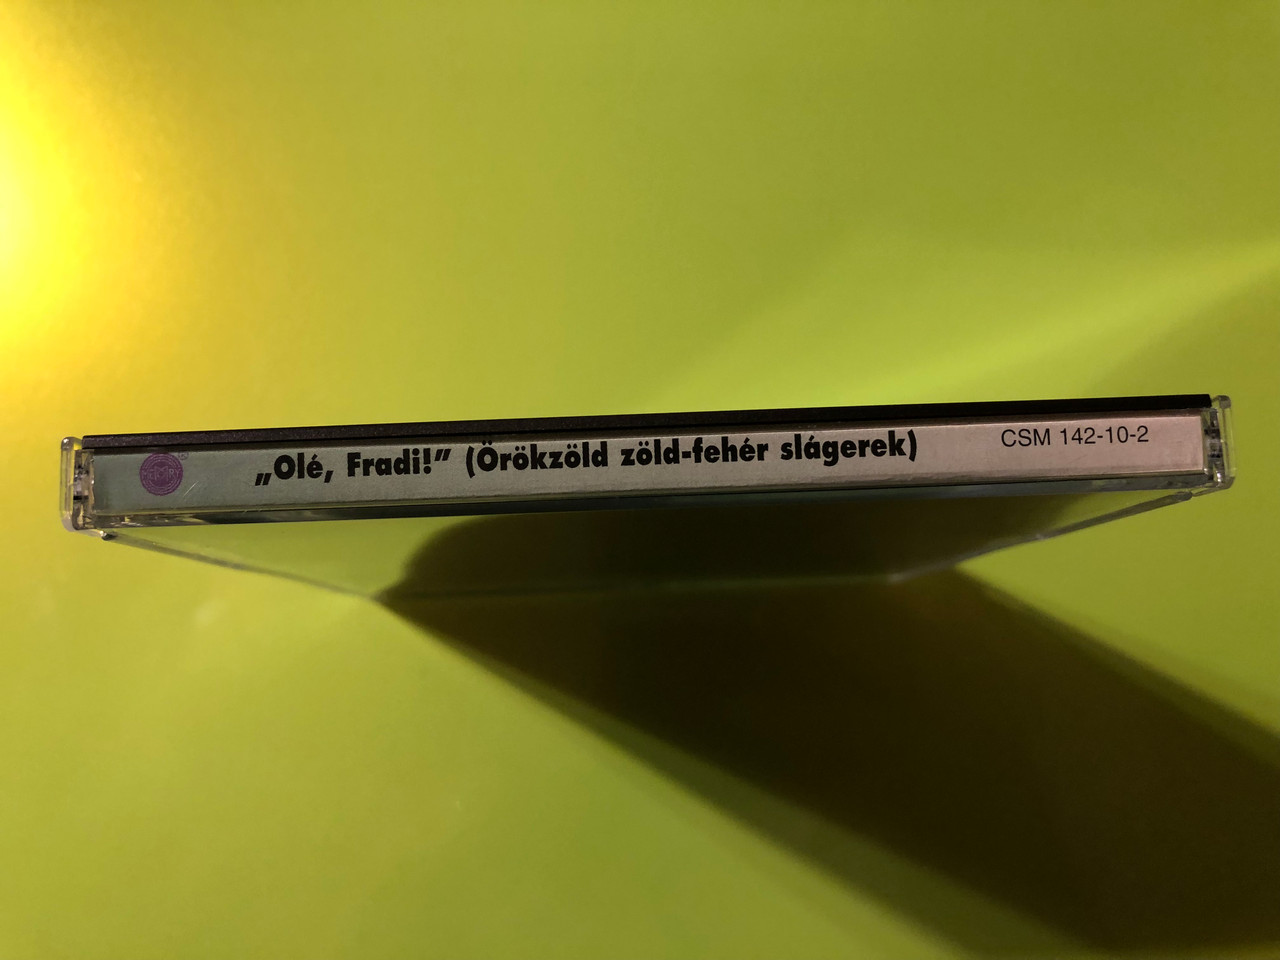 „Olé, Fradi!” (Örökzöld zöld-fehér slágerek) CSM 142-10-2